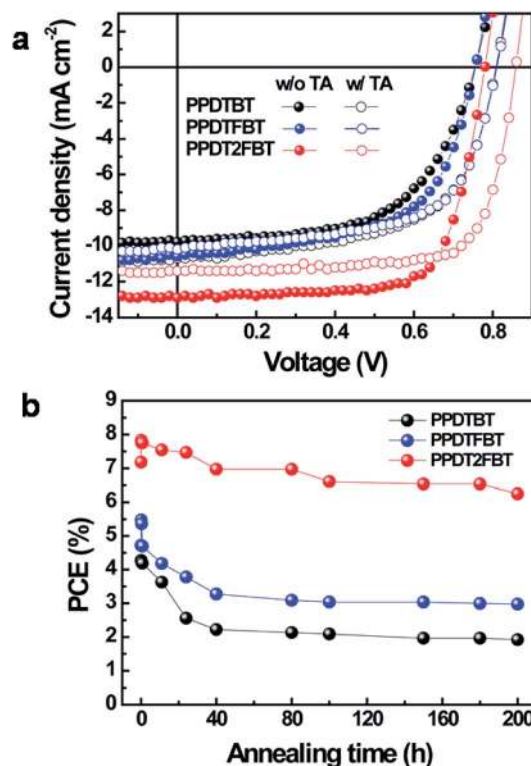 a
Current density (mA cm⁻²)
2
0
-2
-4
-6
-8
-10
-12
-14
w/o TA w/ TA
PPDTBT
PPDTFBT
PPDT2FBT
0.0 0.2 0.4 0.6 0.8
Voltage (V)
b
PCE (%)
9
8
7
6
5
4
3
2
1
0
PPDTBT
PPDTFBT
PPDT2FBT
0 40 80 120 160 200
Annealing time (h)